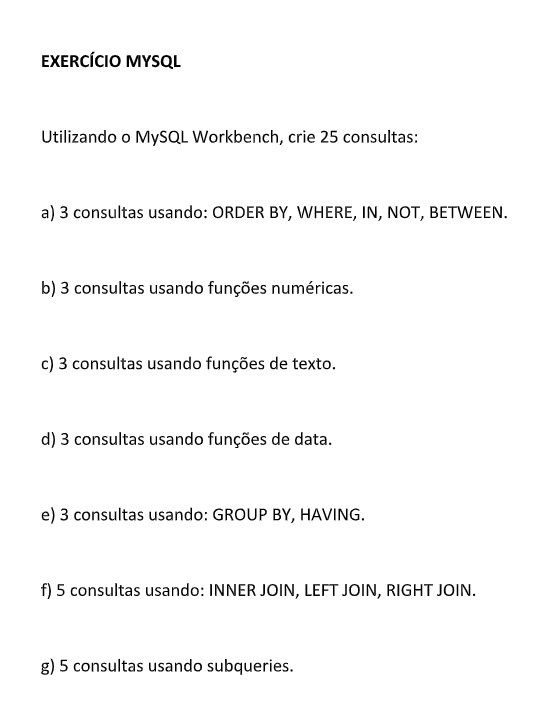 EXERCÍCIO MYSQL
Utilizando o MySQL Workbench, crie 25 consultas:
a) 3 consultas usando: ORDER BY, WHERE, IN, NOT, BETWEEN.
b) 3 consultas usando funções numéricas.
c) 3 consultas usando funções de texto.
d) 3 consultas usando funções de data.
e) 3 consultas usando: GROUP BY, HAVING.
f) 5 consultas usando: INNER JOIN, LEFT JOIN, RIGHT JOIN.
g) 5 consultas usando subqueries.